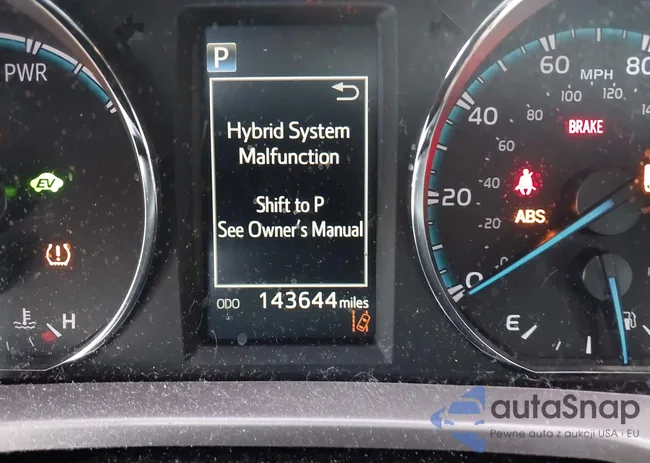 PWR
EV
H
P
Hybrid System
Malfunction
Shift to P
See Owner's Manual
ODO 143644 miles
60 MPH 80
100 120
40 80
BRAKE
60
40
20 ABS
20
0
E
autaSnap
Pewne auta z aukcji USA i EU